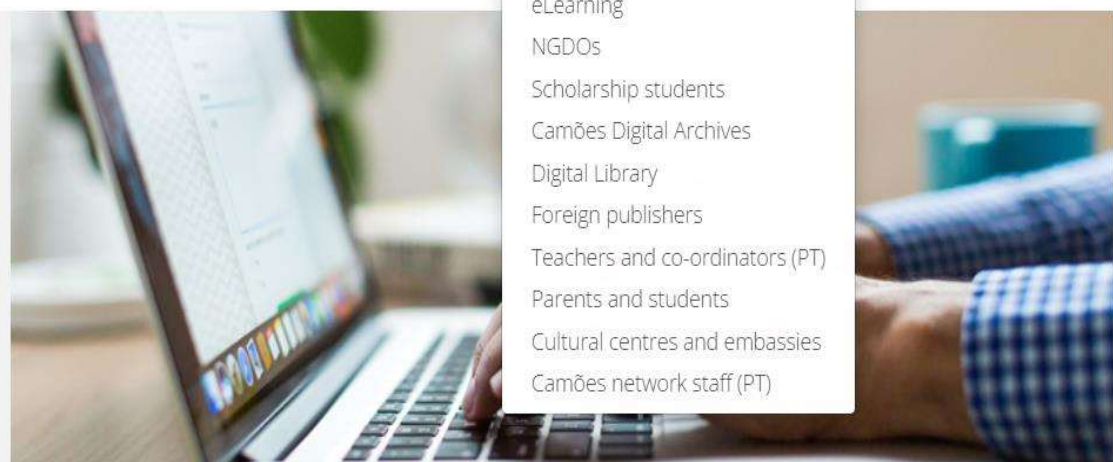 eLearning
NGDOs
Scholarship students
Camões Digital Archives
Digital Library
Foreign publishers
Teachers and co-ordinators (PT)
Parents and students
Cultural centres and embassies
Camões network staff (PT)